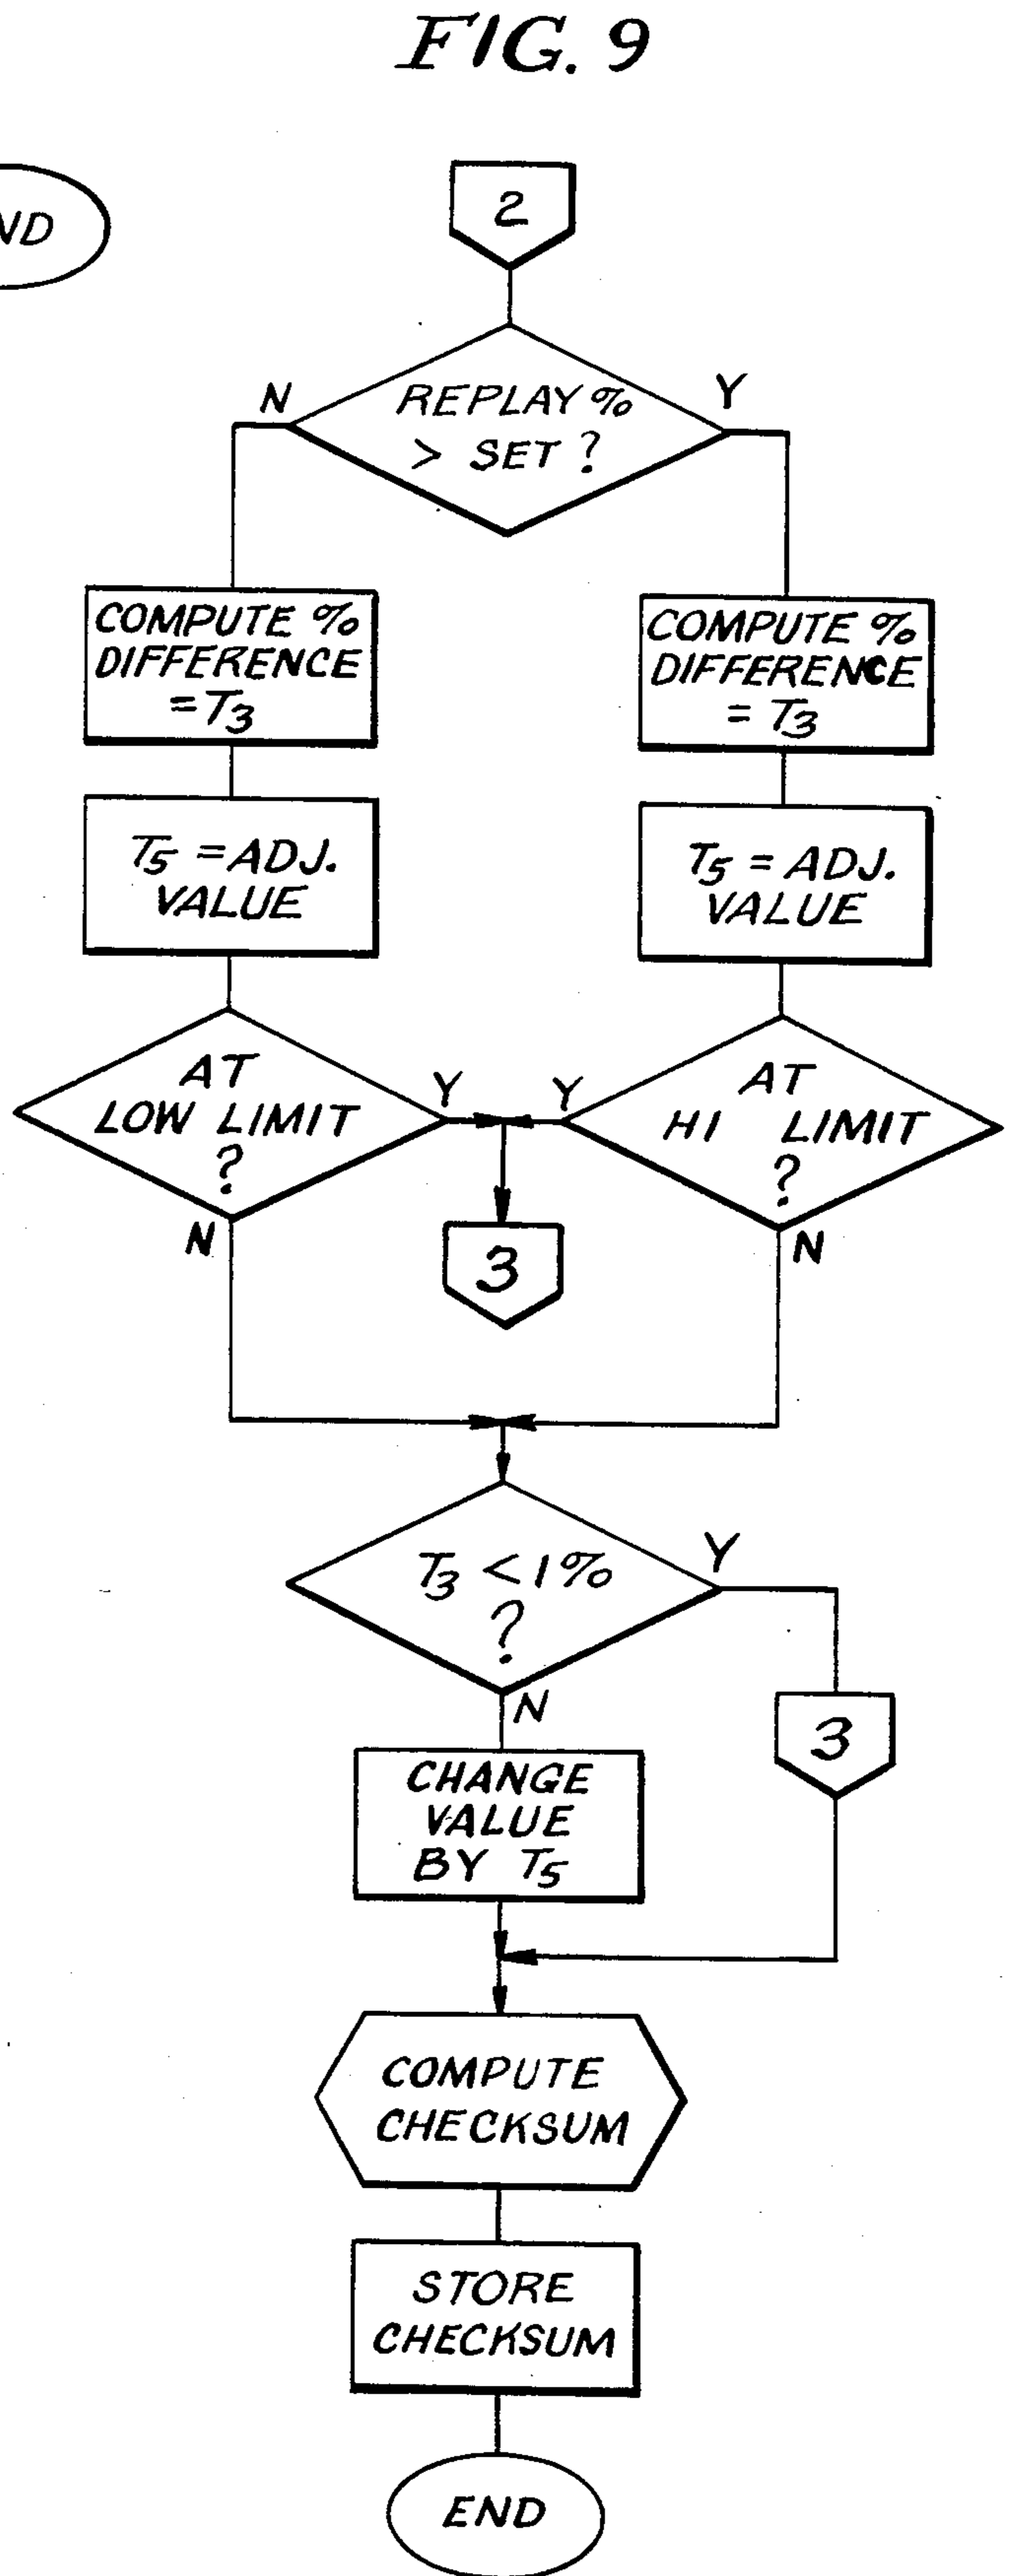 FIG. 9
ND
2
REPLAY %
> SET ?
N
Y
COMPUTE %
DIFFERENCE
=T3
COMPUTE %
DIFFERENCE
= T3
T5 =ADJ.
VALUE
T5 = ADJ.
VALUE
AT
LOW LIMIT
?
Y
N
AT
HI LIMIT
?
Y
N
3
T3 <1%
?
Y
N
3
CHANGE
VALUE
BY T5
COMPUTE
CHECKSUM
STORE
CHECKSUM
END